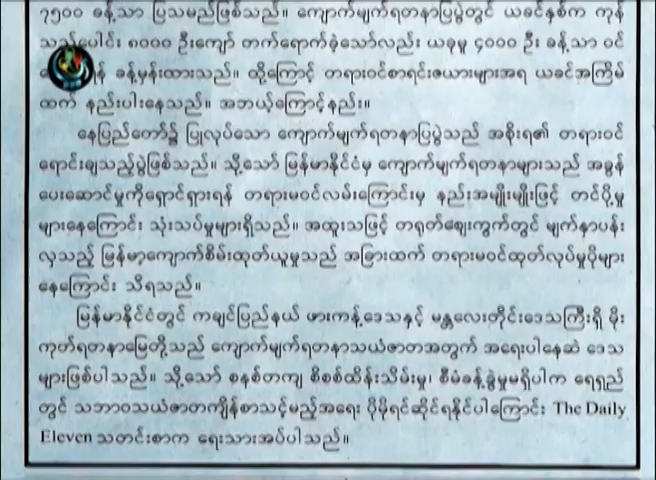 ၇၅၀၀ ခန့်သာ ပြသမည်ဖြစ်သည်။ ကျောက်မျက်ရတနာပြပွဲတွင် ယခင်နှစ်က ကုန်
သည်ပေါင်း ၈၀၀၀ ဦးကျော် တက်ရောက်ခဲ့သော်လည်း ယခုမူ ၄၀၀၀ ဦး ခန့်သာ ဝင်
ခန့်မှန်းထားသည်။ ထို့ကြောင့် တရားဝင်စာရင်းဇယားများအရ ယခင်အကြိမ်
ထက် နည်းပါးနေသည်။ အဘယ့်ကြောင့်နည်း။
နေပြည်တော်၌ ပြုလုပ်သော ကျောက်မျက်ရတနာပြပွဲသည် အစိုးရ၏ တရားဝင်
ရောင်းချသည့်ပွဲဖြစ်သည်။ သို့သော် မြန်မာနိုင်ငံမှ ကျောက်မျက်ရတနာများသည် အခွန်
ပေးဆောင်မှုကိုရှောင်ရှားရန် တရားမဝင်လမ်းကြောင်းမှ နည်းအမျိုးမျိုးဖြင့် တင်ပို့မှု
များနေကြောင်း သုံးသပ်မှုများရှိသည်။ အထူးသဖြင့် တရုတ်ဈေးကွက်တွင် မျက်နှာပန်း
လှသည့် မြန်မာ့ကျောက်စိမ်းထုတ်ယူမှုသည် အခြားထက် တရားမဝင်ထုတ်လုပ်မှုပိုများ
နေကြောင်း သိရသည်။
မြန်မာနိုင်ငံတွင် ကချင်ပြည်နယ် ဖားကန့်ဒေသနှင့် မန္တလေးတိုင်းဒေသကြီးရှိ မိုး
ကုတ်ရတနာမြေတို့သည် ကျောက်မျက်ရတနာသယံဇာတအတွက် အရေးပါနေဆဲ ဒေသ
များဖြစ်ပါသည်။ သို့သော် စနစ်တကျ စိစစ်ထိန်းသိမ်းမှု၊ စီမံခန့်ခွဲမှုမရှိပါက ရေရှည်
တွင် သဘာဝသယံဇာတကျိန်စာသင့်မည့်အရေး ပိုမိုရင်ဆိုင်ရနိုင်ပါကြောင်း The Daily
Eleven သတင်းစာက ရေးသားအပ်ပါသည်။